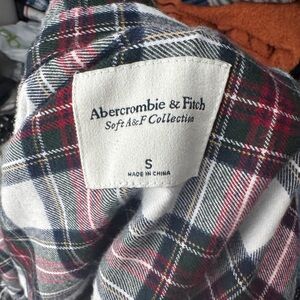 Abercrombie & Fitch
Soft A&F Collection
S
MADE IN CHINA